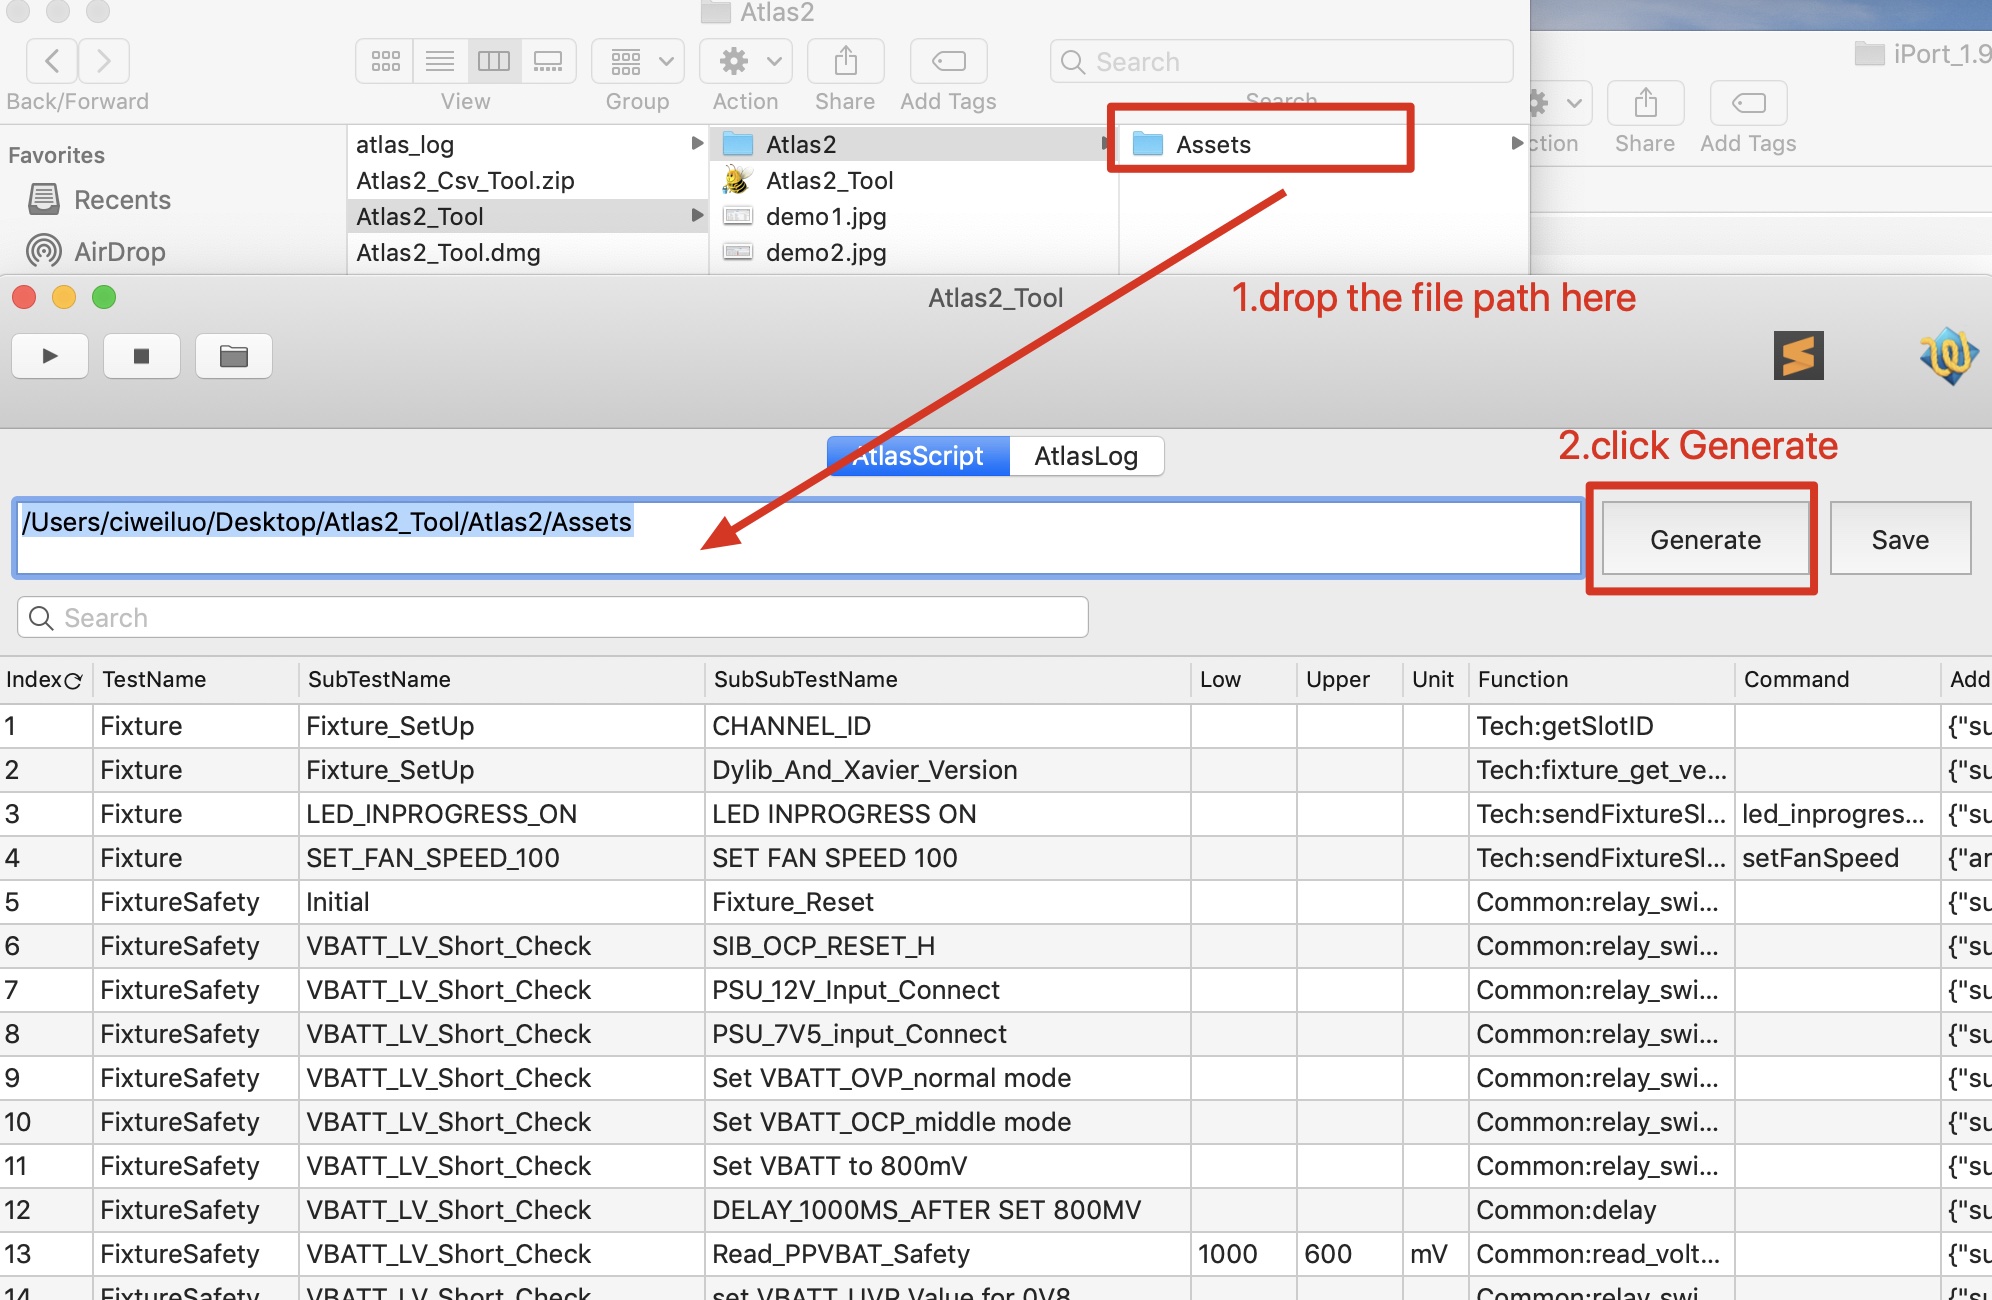 Atlas2
iPort_1.9
Search
Back/Forward
View
Group
Action
Share
Add Tags
Search
Share
Add Tags
Favorites
Recents
AirDrop
atlas_log
Atlas2_Csv_Tool.zip
Atlas2_Tool
Atlas2_Tool.dmg
Atlas2
Atlas2_Tool
demo1.jpg
demo2.jpg
Assets
Atlas2_Tool
1.drop the file path here
AtlasScript
AtlasLog
2.click Generate
/Users/ciweiluo/Desktop/Atlas2_Tool/Atlas2/Assets
Generate
Save
Search
Index TestName SubTestName SubSubTestName Low Upper Unit Function Command Add
1 Fixture Fixture_SetUp CHANNEL_ID Tech:getSlotID {"su
2 Fixture Fixture_SetUp Dylib_And_Xavier_Version Tech:fixture_get_ve... {"su
3 Fixture LED_INPROGRESS_ON LED INPROGRESS ON Tech:sendFixtureSl... led_inprogres... {"su
4 Fixture SET_FAN_SPEED_100 SET FAN SPEED 100 Tech:sendFixtureSl... setFanSpeed {"ar
5 FixtureSafety Initial Fixture_Reset Common:relay_swi... {"su
6 FixtureSafety VBATT_LV_Short_Check SIB_OCP_RESET_H Common:relay_swi... {"su
7 FixtureSafety VBATT_LV_Short_Check PSU_12V_Input_Connect Common:relay_swi... {"su
8 FixtureSafety VBATT_LV_Short_Check PSU_7V5_input_Connect Common:relay_swi... {"su
9 FixtureSafety VBATT_LV_Short_Check Set VBATT_OVP_normal mode Common:relay_swi... {"su
10 FixtureSafety VBATT_LV_Short_Check Set VBATT_OCP_middle mode Common:relay_swi... {"su
11 FixtureSafety VBATT_LV_Short_Check Set VBATT to 800mV Common:relay_swi... {"su
12 FixtureSafety VBATT_LV_Short_Check DELAY_1000MS_AFTER SET 800MV Common:delay {"su
13 FixtureSafety VBATT_LV_Short_Check Read_PPVBAT_Safety 1000 600 mV Common:read_volt... {"su
14 FixtureSafety VBATT_LV_Short_Check set VBATT_UVP Value for 0V8 Common:relay_swi... {"su